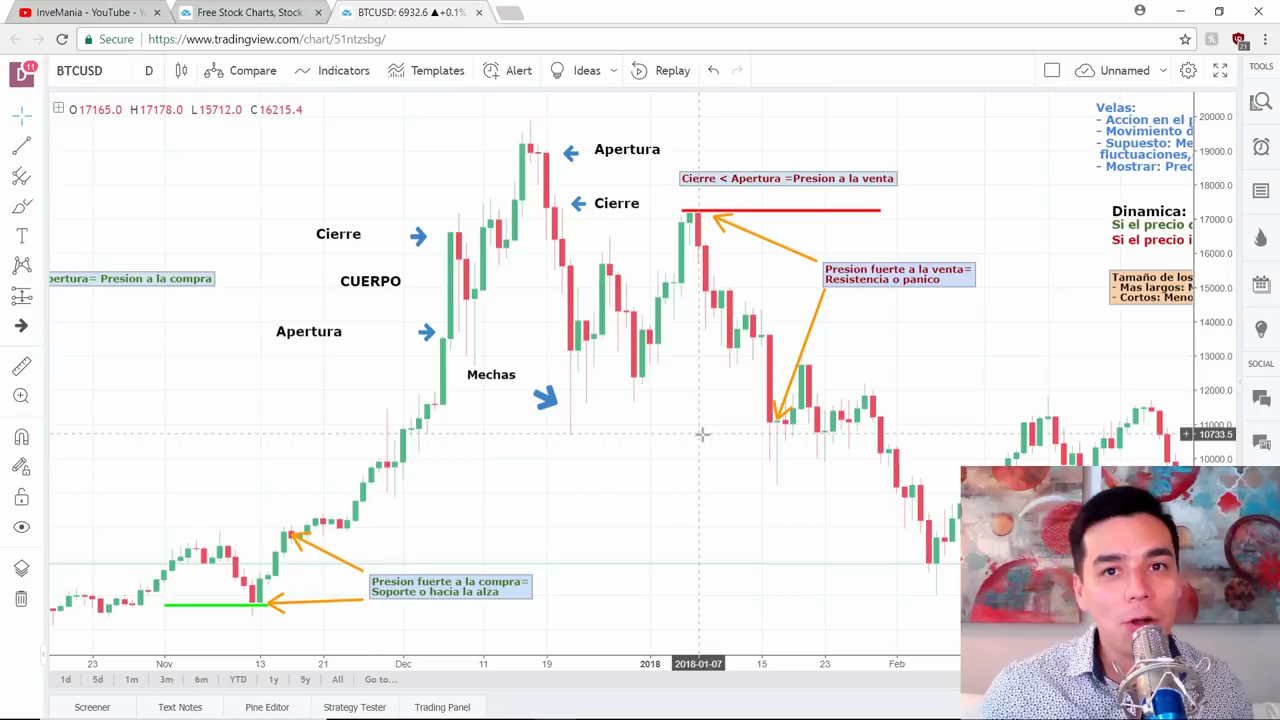 InveMania - YouTube -
Free Stock Charts, Stock
BTCUSD: 6932.6 ▲+0.1%
Secure
https://www.tradingview.com/chart/51ntzsbg/
21
11
BTCUSD
D
Compare
Indicators
Templates
Alert
Ideas
Replay
Unnamed
TOOLS
O17165.0 H17178.0 L15712.0 C16215.4
Velas:
- Accion en el p
- Movimiento d
- Supuesto: Me
fluctuaciones,
- Mostrar: Prec
20000.0
19000.0
18000.0
17000.0
16000.0
15000.0
14000.0
13000.0
12000.0
11000.0
10733.5
10000.0
Apertura
Cierre < Apertura =Presion a la venta
Cierre
Dinamica:
Si el precio
Si el precio i
Cierre
Presion fuerte a la venta=
Resistencia o panico
pertura= Presion a la compra
CUERPO
Tamaño de los
- Mas largos: M
- Cortos: Meno
Apertura
Mechas
SOCIAL
Presion fuerte a la compra=
Soporte o hacia la alza
23
Nov
13
21
Dec
11
19
2018
2018-01-07
15
23
Feb
1d
5d
1m
3m
6m
YTD
1y
5y
All
Go to...
Screener
Text Notes
Pine Editor
Strategy Tester
Trading Panel